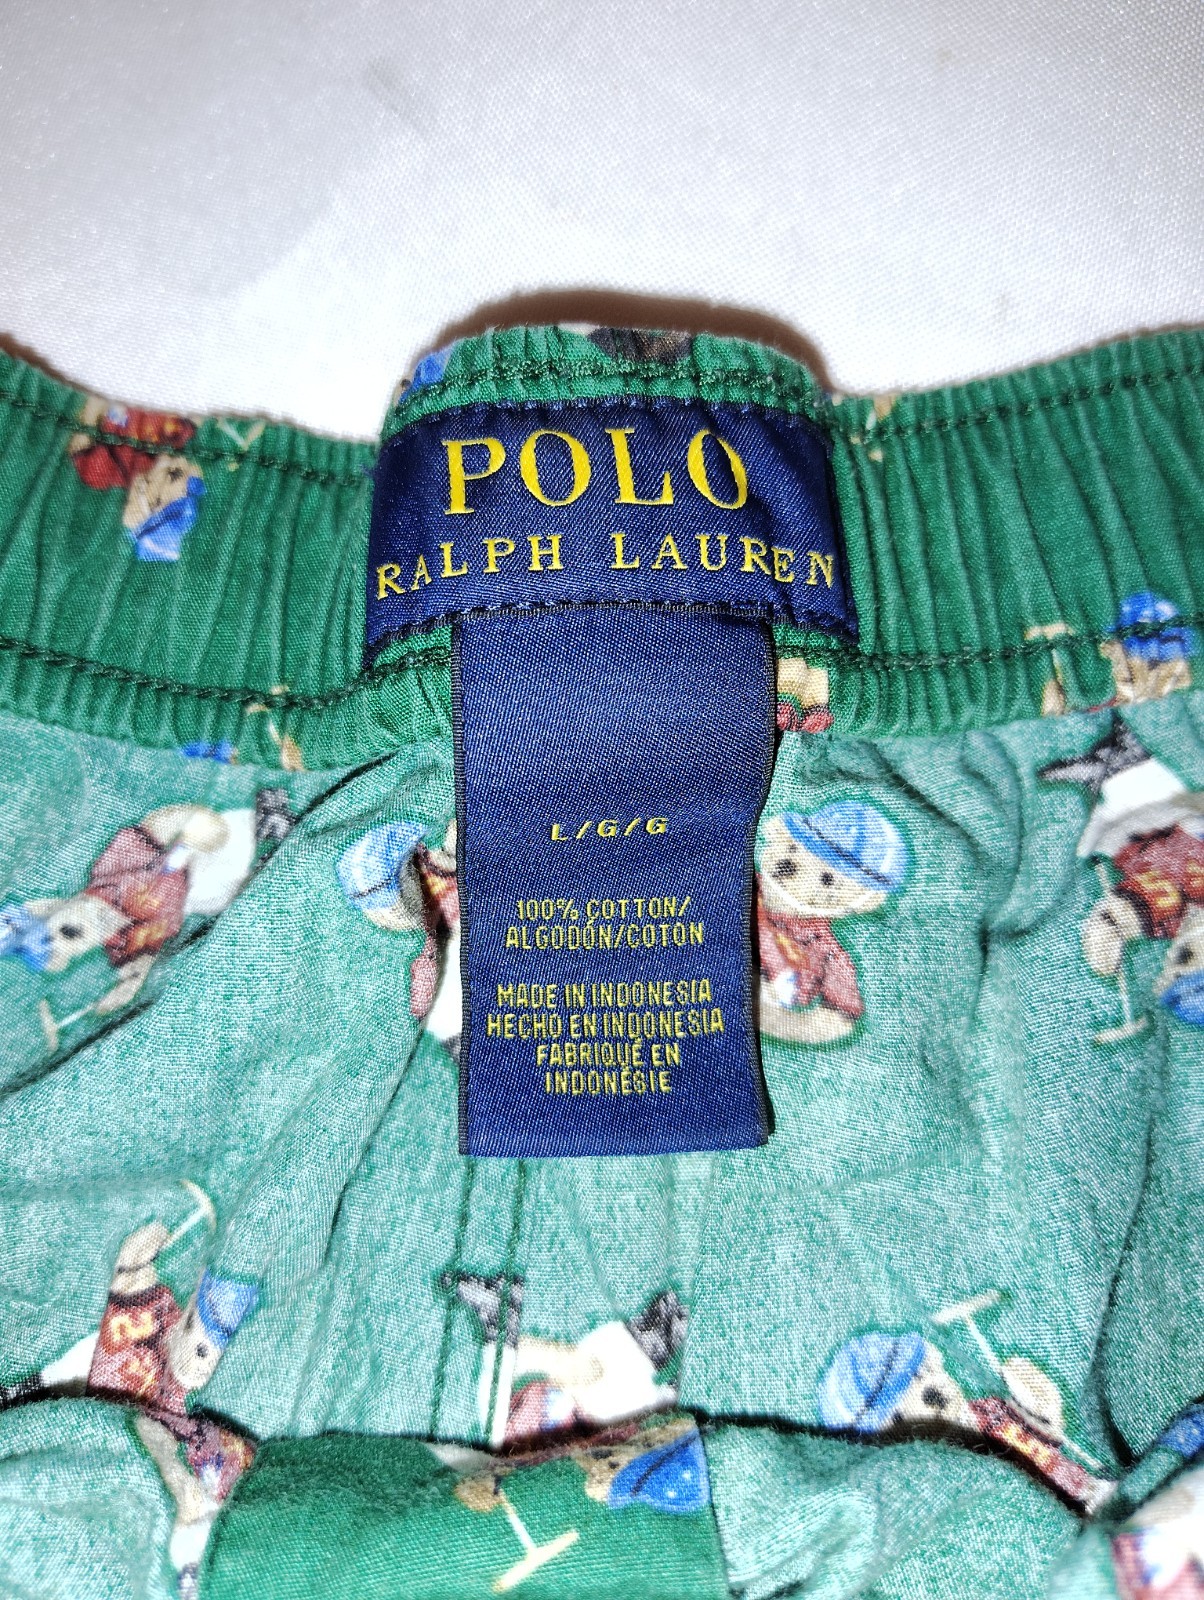 POLO
RALPH LAUREN
L/G/G
100% COTTON/
ALGODÓN/COTON
MADE IN INDONESIA
HECHO EN INDONESIA
FABRIQUÉ EN
INDONÉSIE